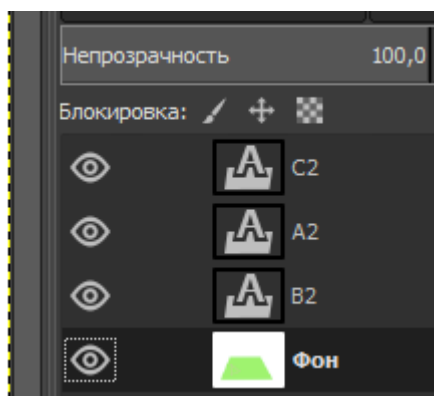 Непрозрачность 100,0
Блокировка:
C2
A2
B2
Фон